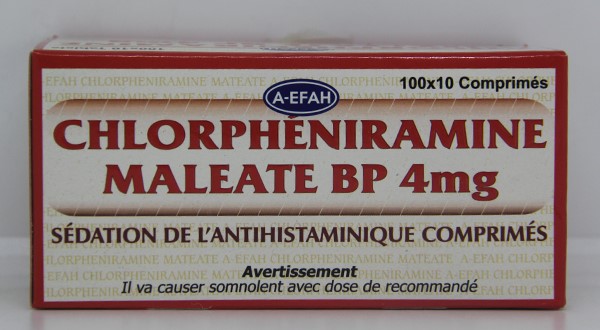 100x10 Comprimés
A-EFAH
CHLORPHÉNIRAMINE
MALEATE BP 4mg
SÉDATION DE L'ANTIHISTAMINIQUE COMPRIMÉS
Avertissement
Il va causer somnolent avec dose de recommandé